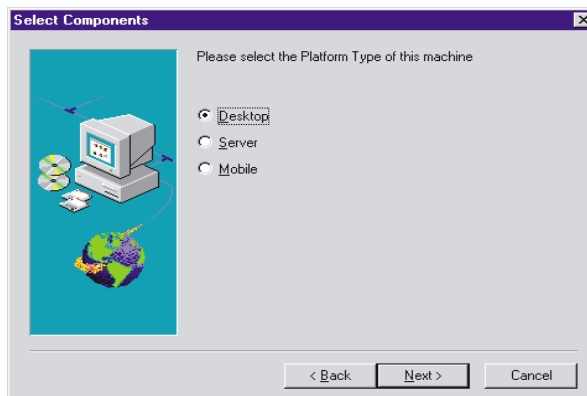 Select Components
Please select the Platform Type of this machine
Desktop
Server
Mobile
< Back
Next >
Cancel